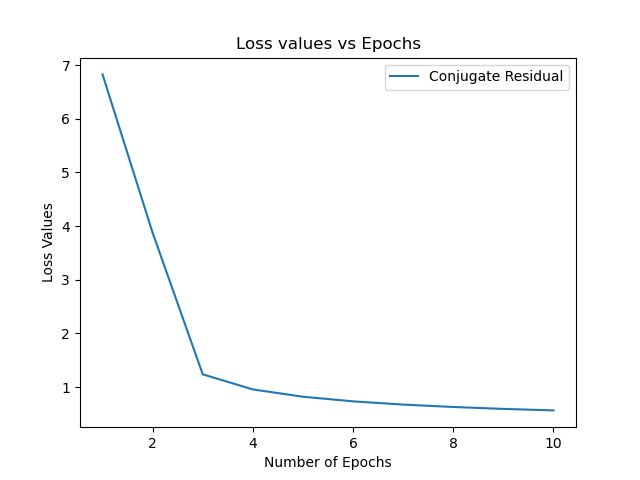 Loss values vs Epochs
Conjugate Residual
7
6
5
4
3
2
1
Loss Values
2 4 6 8 10
Number of Epochs